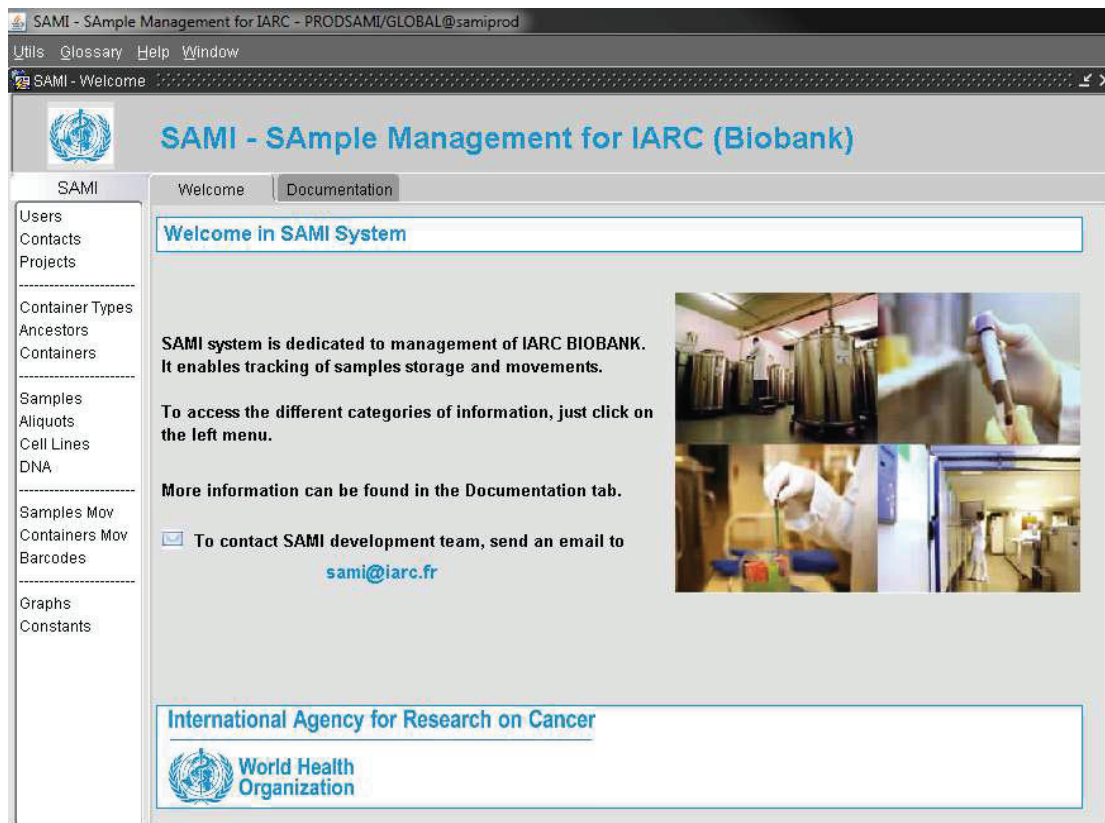 SAMI - SAmple Management for IARC - PRODSAMI/GLOBAL@samiprod
Utils Glossary Help Window
SAMI - Welcome
SAMI - SAmple Management for IARC (Biobank)
SAMI
Welcome
Documentation
Users
Contacts
Projects
-----------------------
Container Types
Ancestors
Containers
-----------------------
Samples
Aliquots
Cell Lines
DNA
-----------------------
Samples Mov
Containers Mov
Barcodes
-----------------------
Graphs
Constants
Welcome in SAMI System
SAMI system is dedicated to management of IARC BIOBANK.
It enables tracking of samples storage and movements.
To access the different categories of information, just click on
the left menu.
More information can be found in the Documentation tab.
To contact SAMI development team, send an email to
sami@iarc.fr
International Agency for Research on Cancer
World Health
Organization